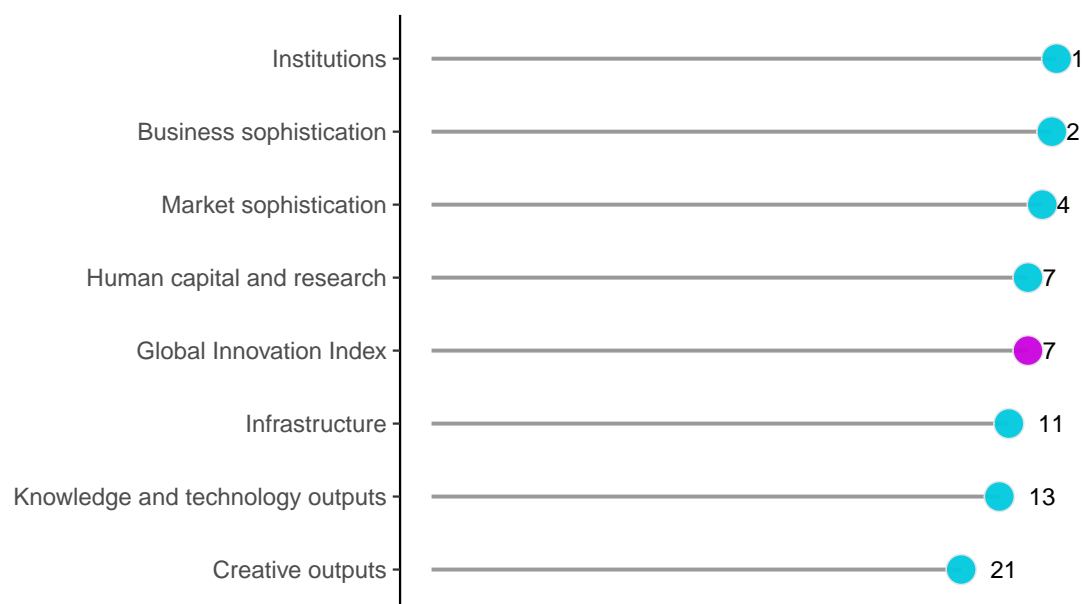 Institutions 1
Business sophistication 2
Market sophistication 4
Human capital and research 7
Global Innovation Index 7
Infrastructure 11
Knowledge and technology outputs 13
Creative outputs 21